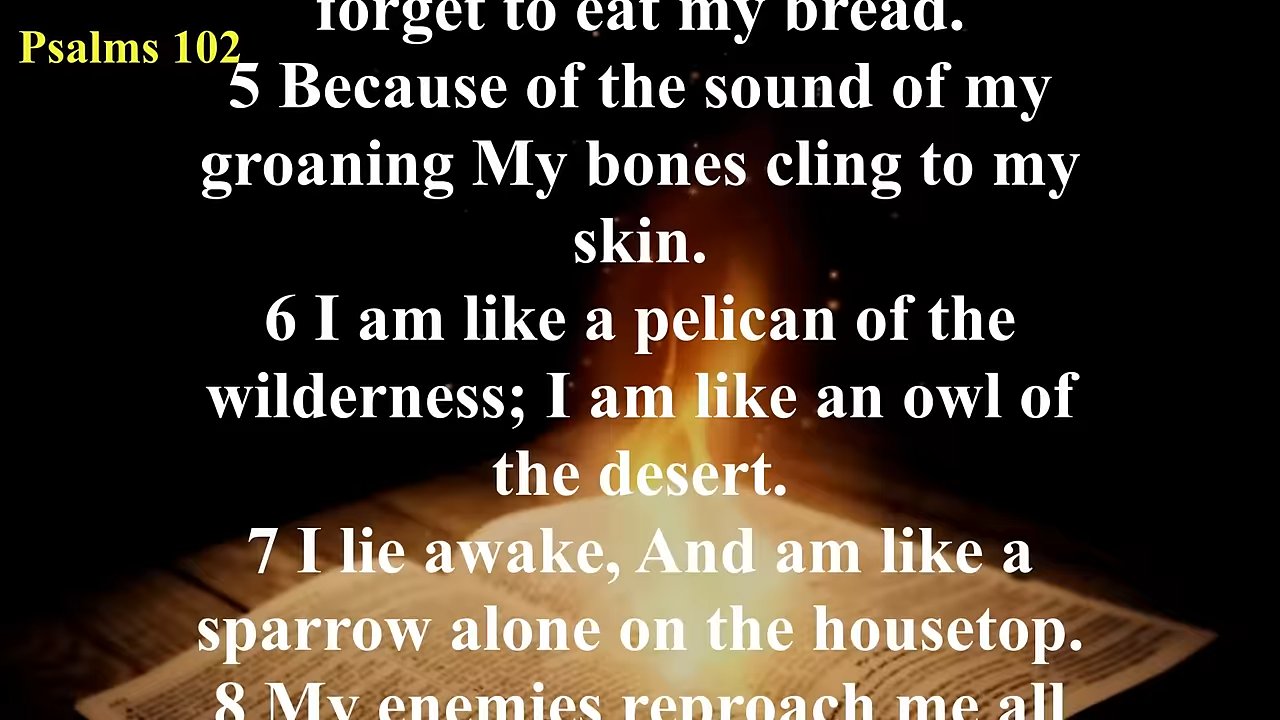 forget to eat my bread.
Psalms 102
5 Because of the sound of my
groaning My bones cling to my
skin.
6 I am like a pelican of the
wilderness; I am like an owl of
the desert.
7 I lie awake, And am like a
sparrow alone on the housetop.
8 My enemies reproach me all